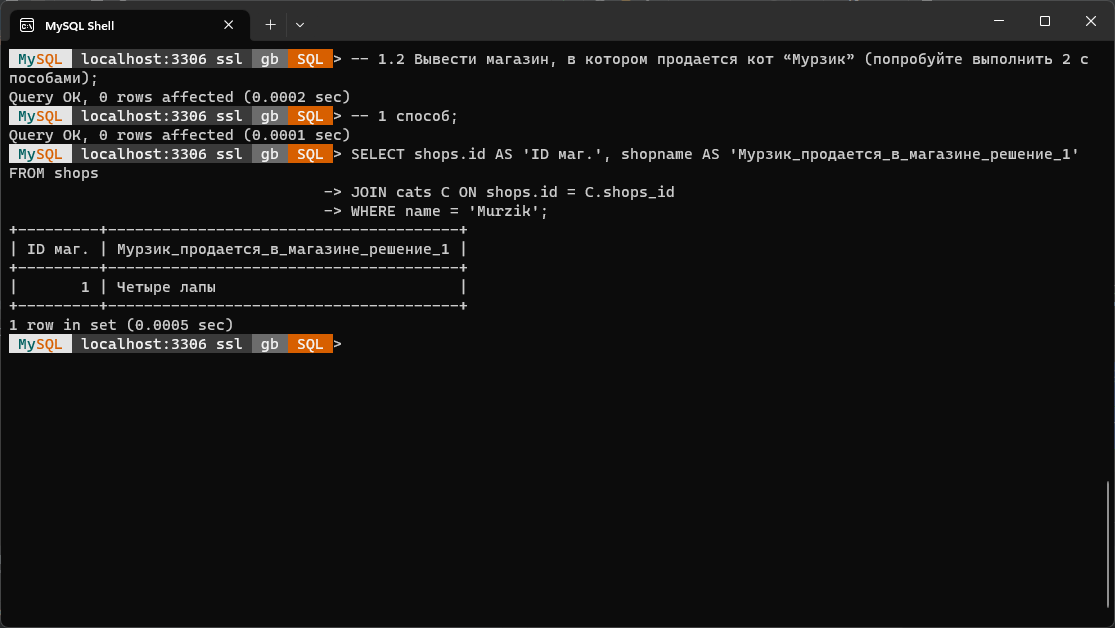 MySQL Shell
MySQL localhost:3306 ssl gb SQL > -- 1.2 Вывести магазин, в котором продается кот “Мурзик” (попробуйте выполнить 2 с
пособами);
Query OK, 0 rows affected (0.0002 sec)
MySQL localhost:3306 ssl gb SQL > -- 1 способ;
Query OK, 0 rows affected (0.0001 sec)
MySQL localhost:3306 ssl gb SQL > SELECT shops.id AS 'ID маг.', shopname AS 'Мурзик_продается_в_магазине_решение_1'
FROM shops
-> JOIN cats C ON shops.id = C.shops_id
-> WHERE name = 'Murzik';
+---------+---------------------------------------+
| ID маг. | Мурзик_продается_в_магазине_решение_1 |
+---------+---------------------------------------+
| 1 | Четыре лапы |
+---------+---------------------------------------+
1 row in set (0.0005 sec)
MySQL localhost:3306 ssl gb SQL >